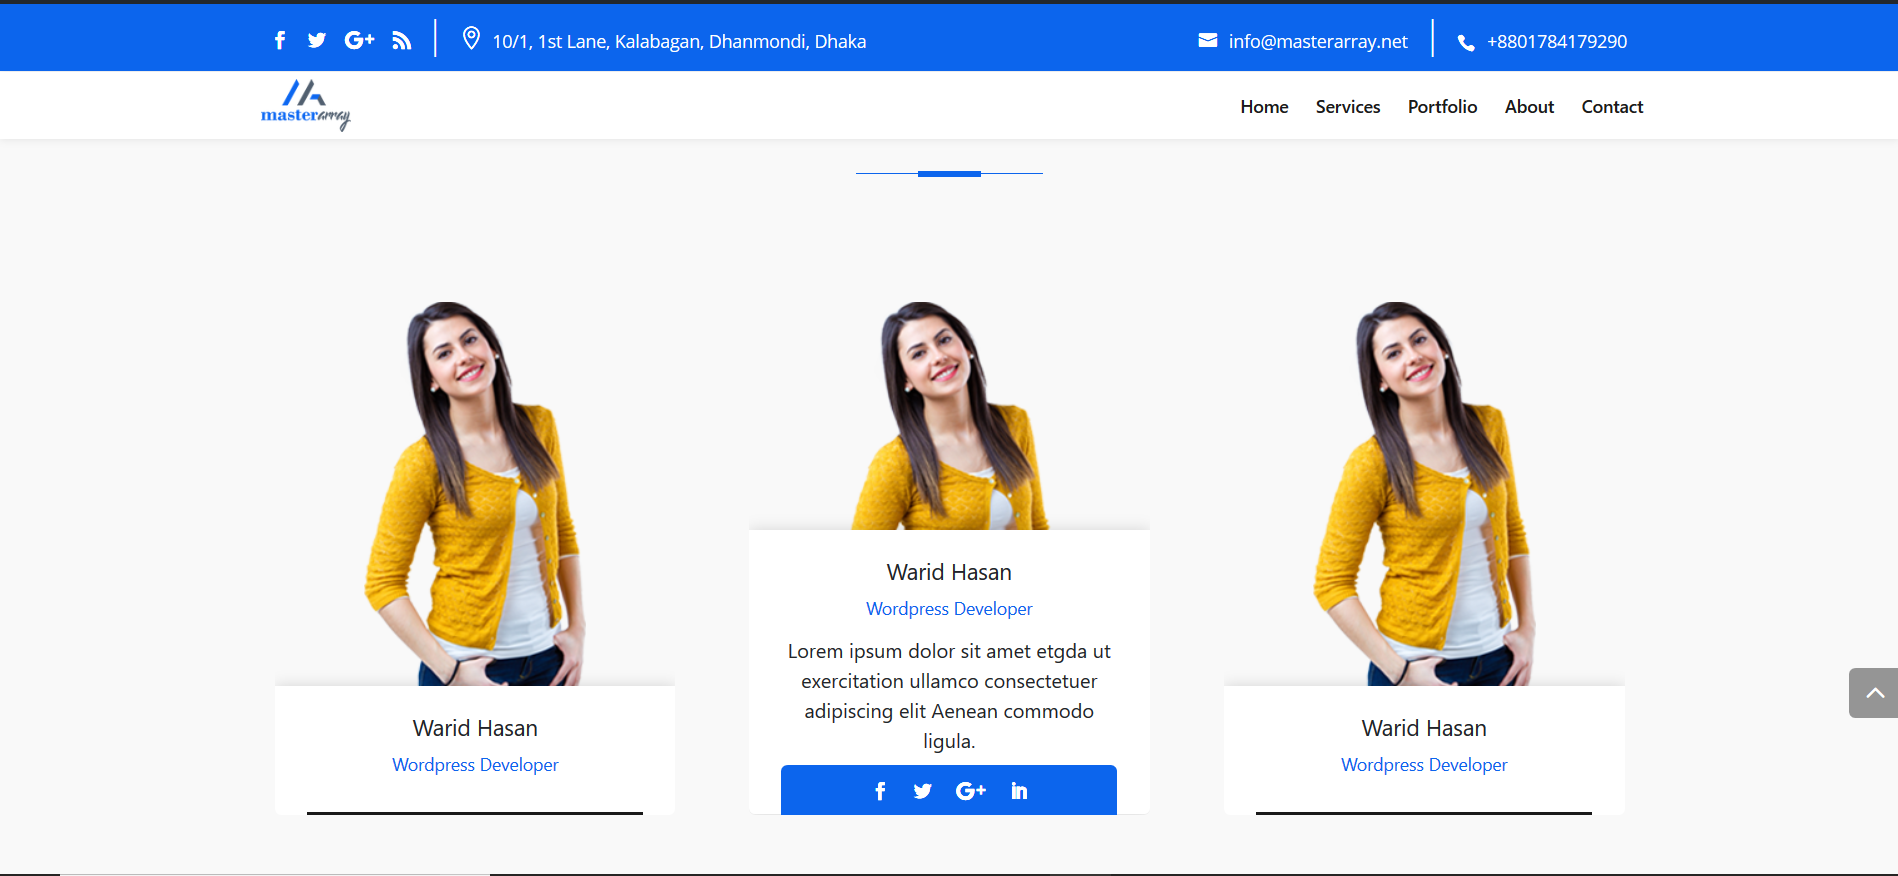 10/1, 1st Lane, Kalabagan, Dhanmondi, Dhaka
info@masterarray.net
+8801784179290
masterarray
Home Services Portfolio About Contact
Warid Hasan
Wordpress Developer
Warid Hasan
Wordpress Developer
Lorem ipsum dolor sit amet etgda ut
exercitation ullamco consectetuer
adipiscing elit Aenean commodo
ligula.
Warid Hasan
Wordpress Developer